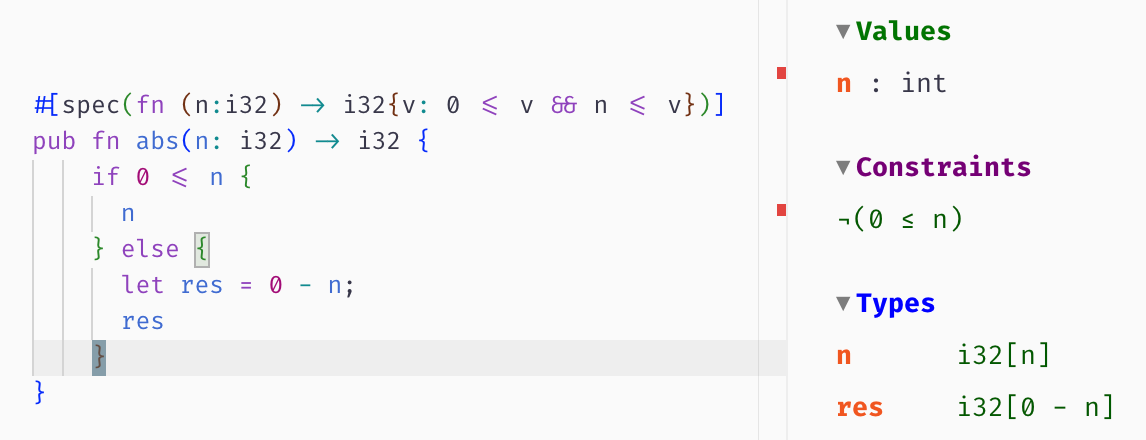 #[spec(fn (n:i32) → i32{v: 0 ≤ v && n ≤ v})]
pub fn abs(n: i32) → i32 {
if 0 ≤ n {
n
} else {
let res = 0 - n;
res
}
}
▼Values
n : int
▼Constraints
¬(0 ≤ n)
▼Types
n i32[n]
res i32[0 - n]